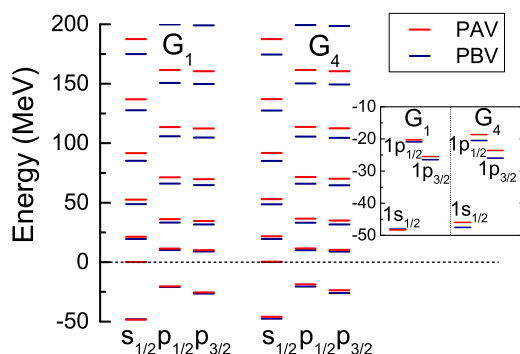 200
150
100
50
0
-50
Energy (MeV)
G₁
G₄
PAV
PBV
s₁/₂ p₁/₂ p₃/₂
s₁/₂ p₁/₂ p₃/₂
-10
-20
-30
-40
-50
G₁
G₄
1p₁/₂
1p₃/₂
1s₁/₂
1p₁/₂
1p₃/₂
1s₁/₂